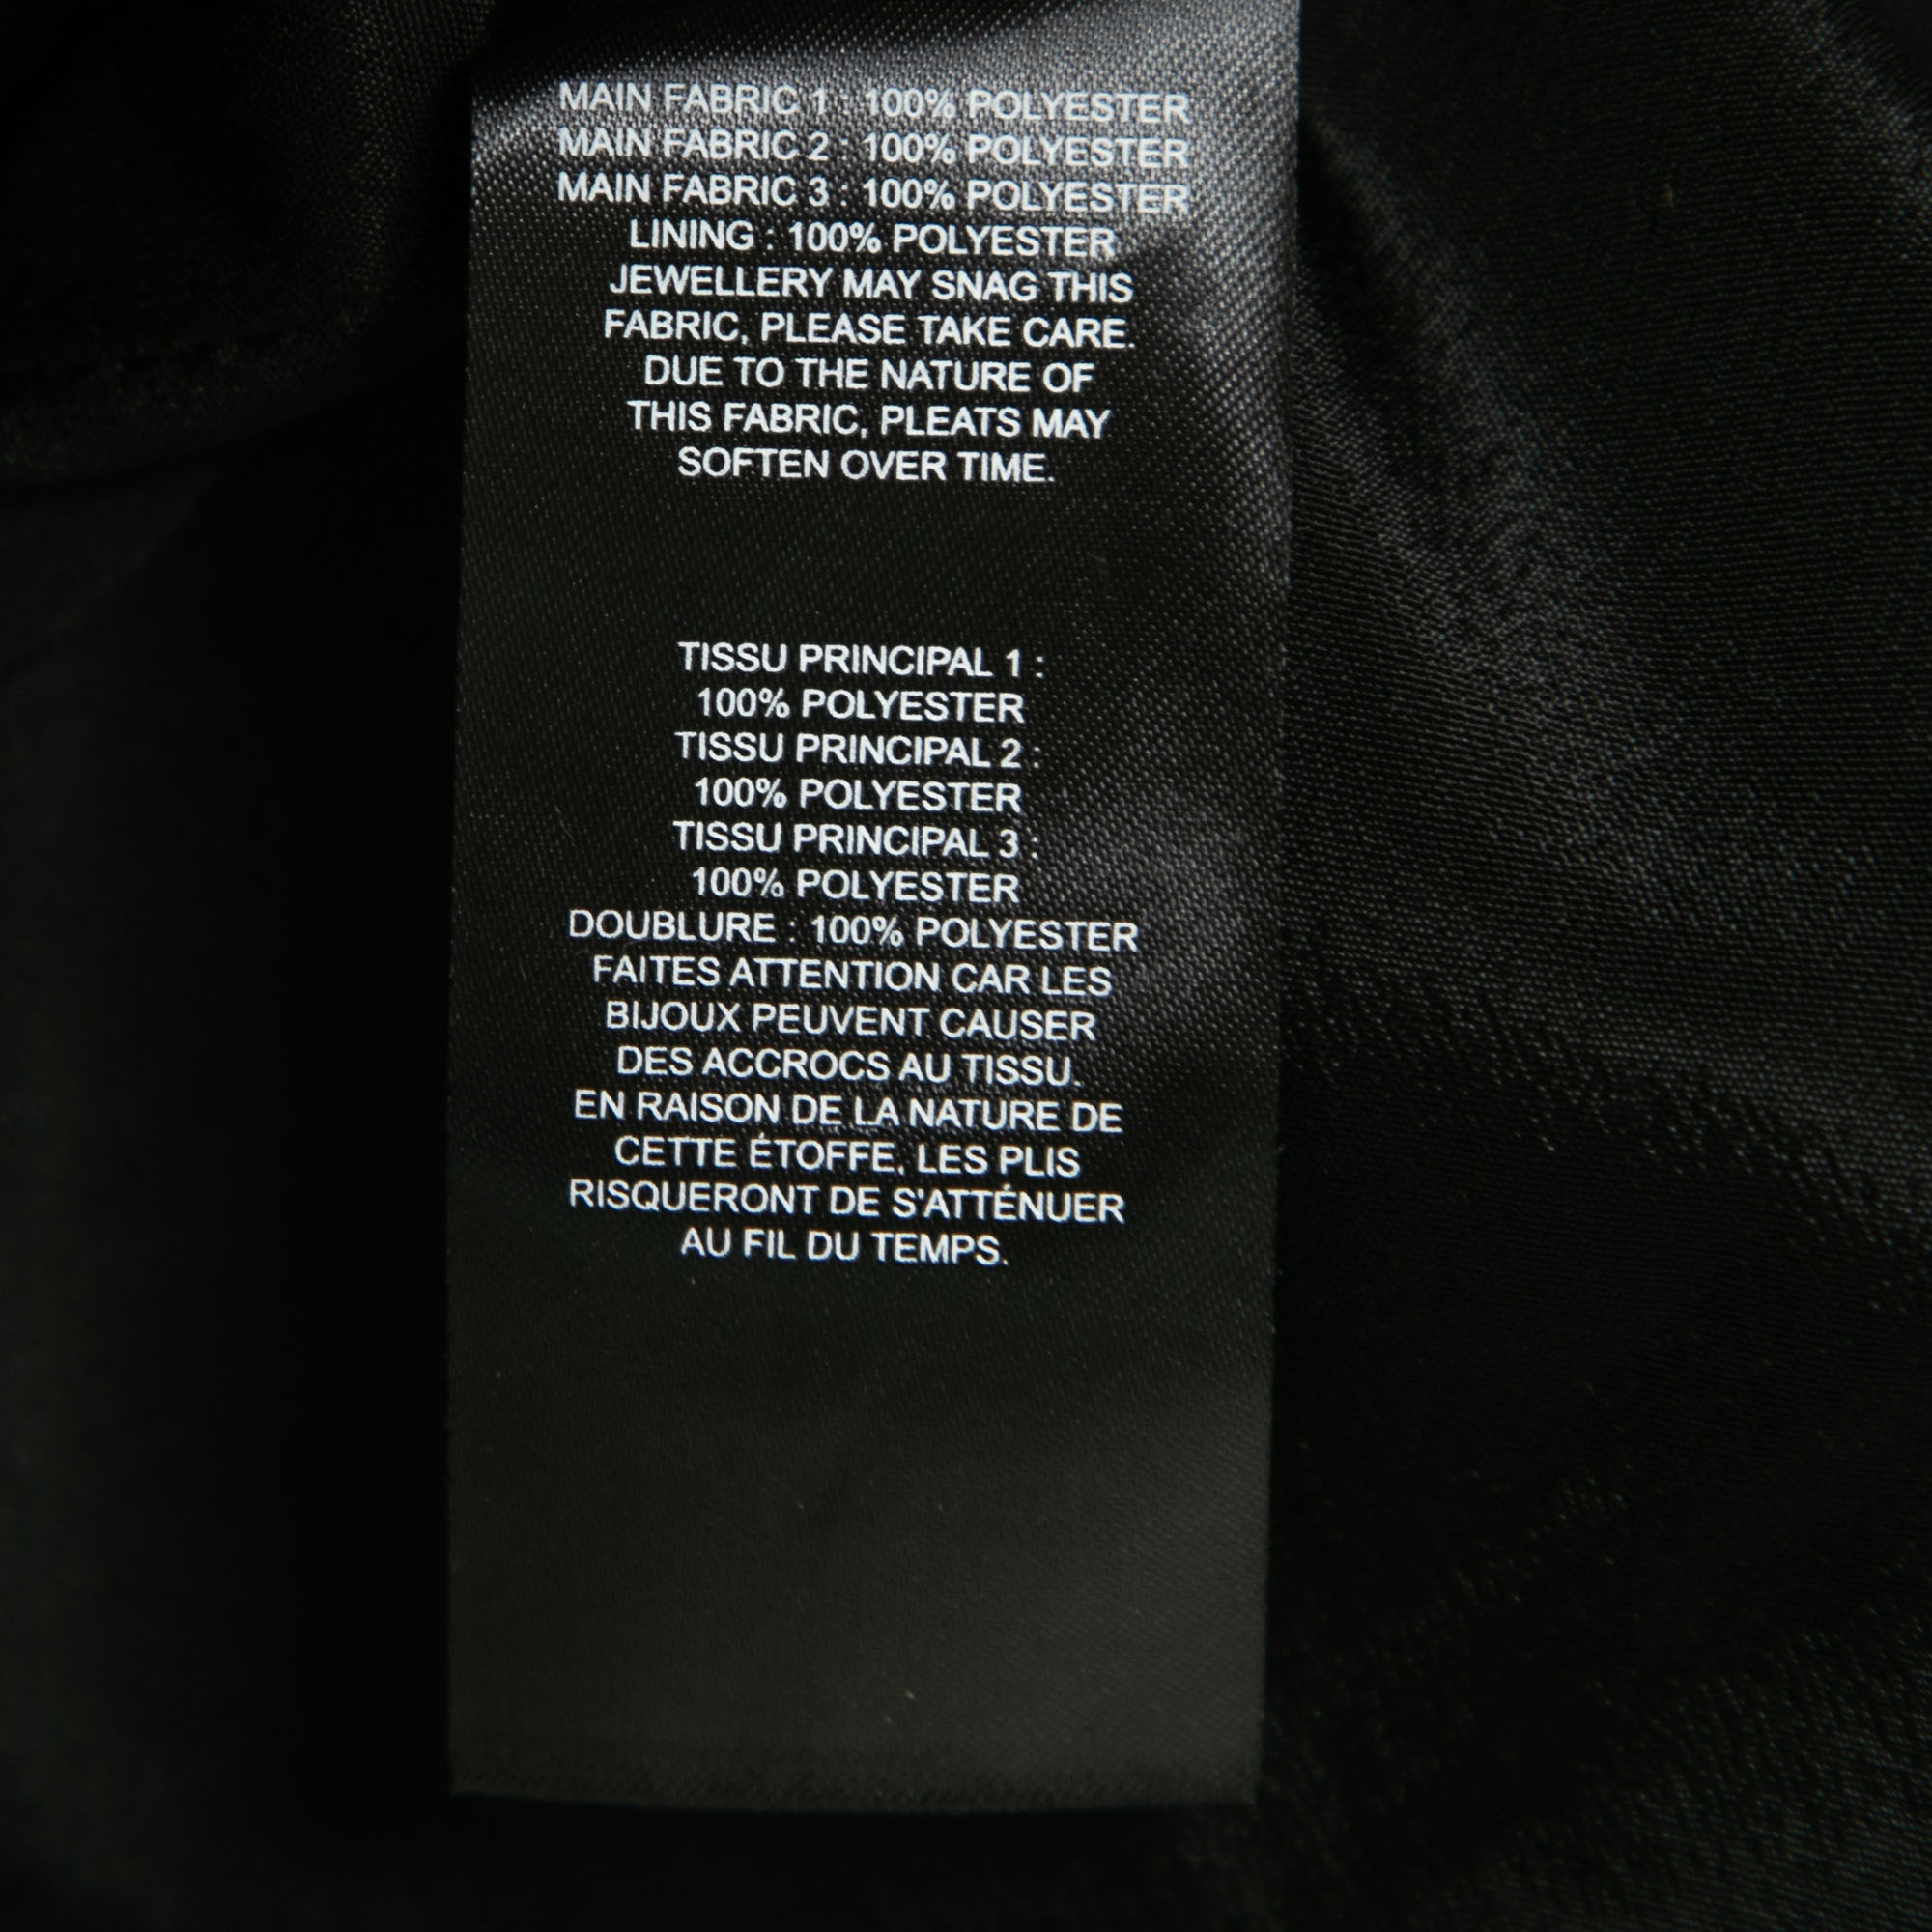 MAIN FABRIC 1 : 100% POLYESTER
MAIN FABRIC 2 : 100% POLYESTER
MAIN FABRIC 3 : 100% POLYESTER
LINING : 100% POLYESTER
JEWELLERY MAY SNAG THIS
FABRIC, PLEASE TAKE CARE.
DUE TO THE NATURE OF
THIS FABRIC, PLEATS MAY
SOFTEN OVER TIME.
TISSU PRINCIPAL 1 :
100% POLYESTER
TISSU PRINCIPAL 2 :
100% POLYESTER
TISSU PRINCIPAL 3 :
100% POLYESTER
DOUBLURE : 100% POLYESTER
FAITES ATTENTION CAR LES
BIJOUX PEUVENT CAUSER
DES ACCROCS AU TISSU.
EN RAISON DE LA NATURE DE
CETTE ÉTOFFE, LES PLIS
RISQUERONT DE S'ATTÉNUER
AU FIL DU TEMPS.